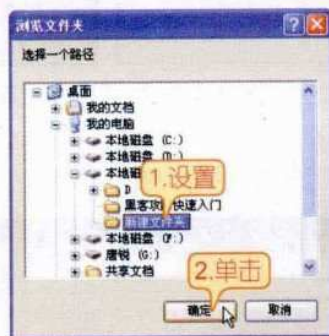 浏览文件夹
选择一个路径
桌面
我的文档
我的电脑
本地磁盘 (C:)
本地磁盘 (D:)
本地磁
1.设置
D
黑客攻 快速入门
新建文件夹
本地磁盘 (F:)
唐锐 (G:)
2.单击
共享文档
确定
取消